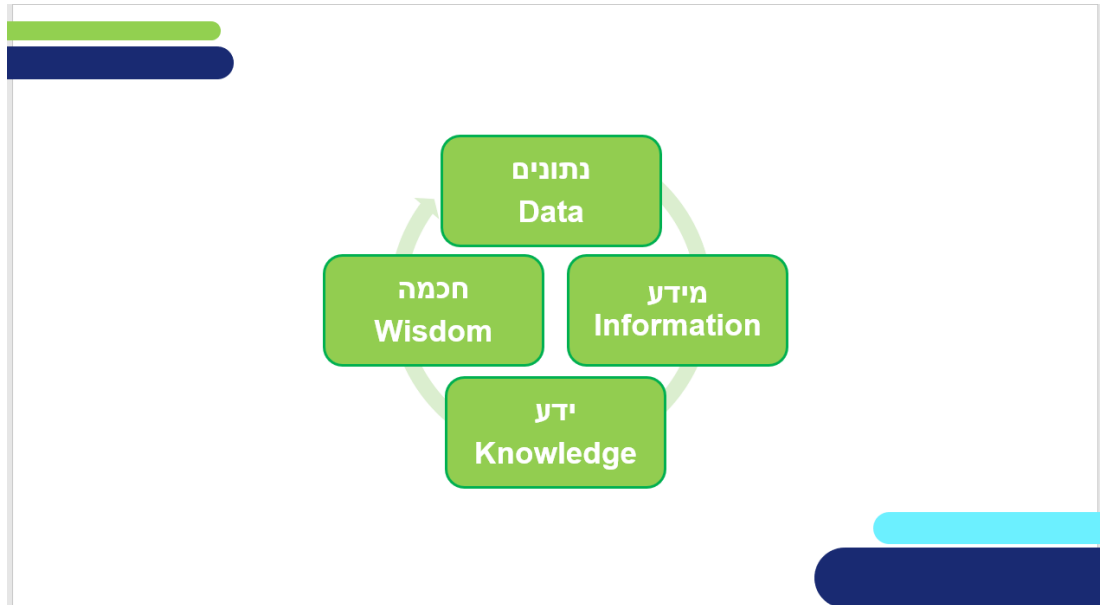 נתונים
Data
מידע
Information
ידע
Knowledge
חכמה
Wisdom